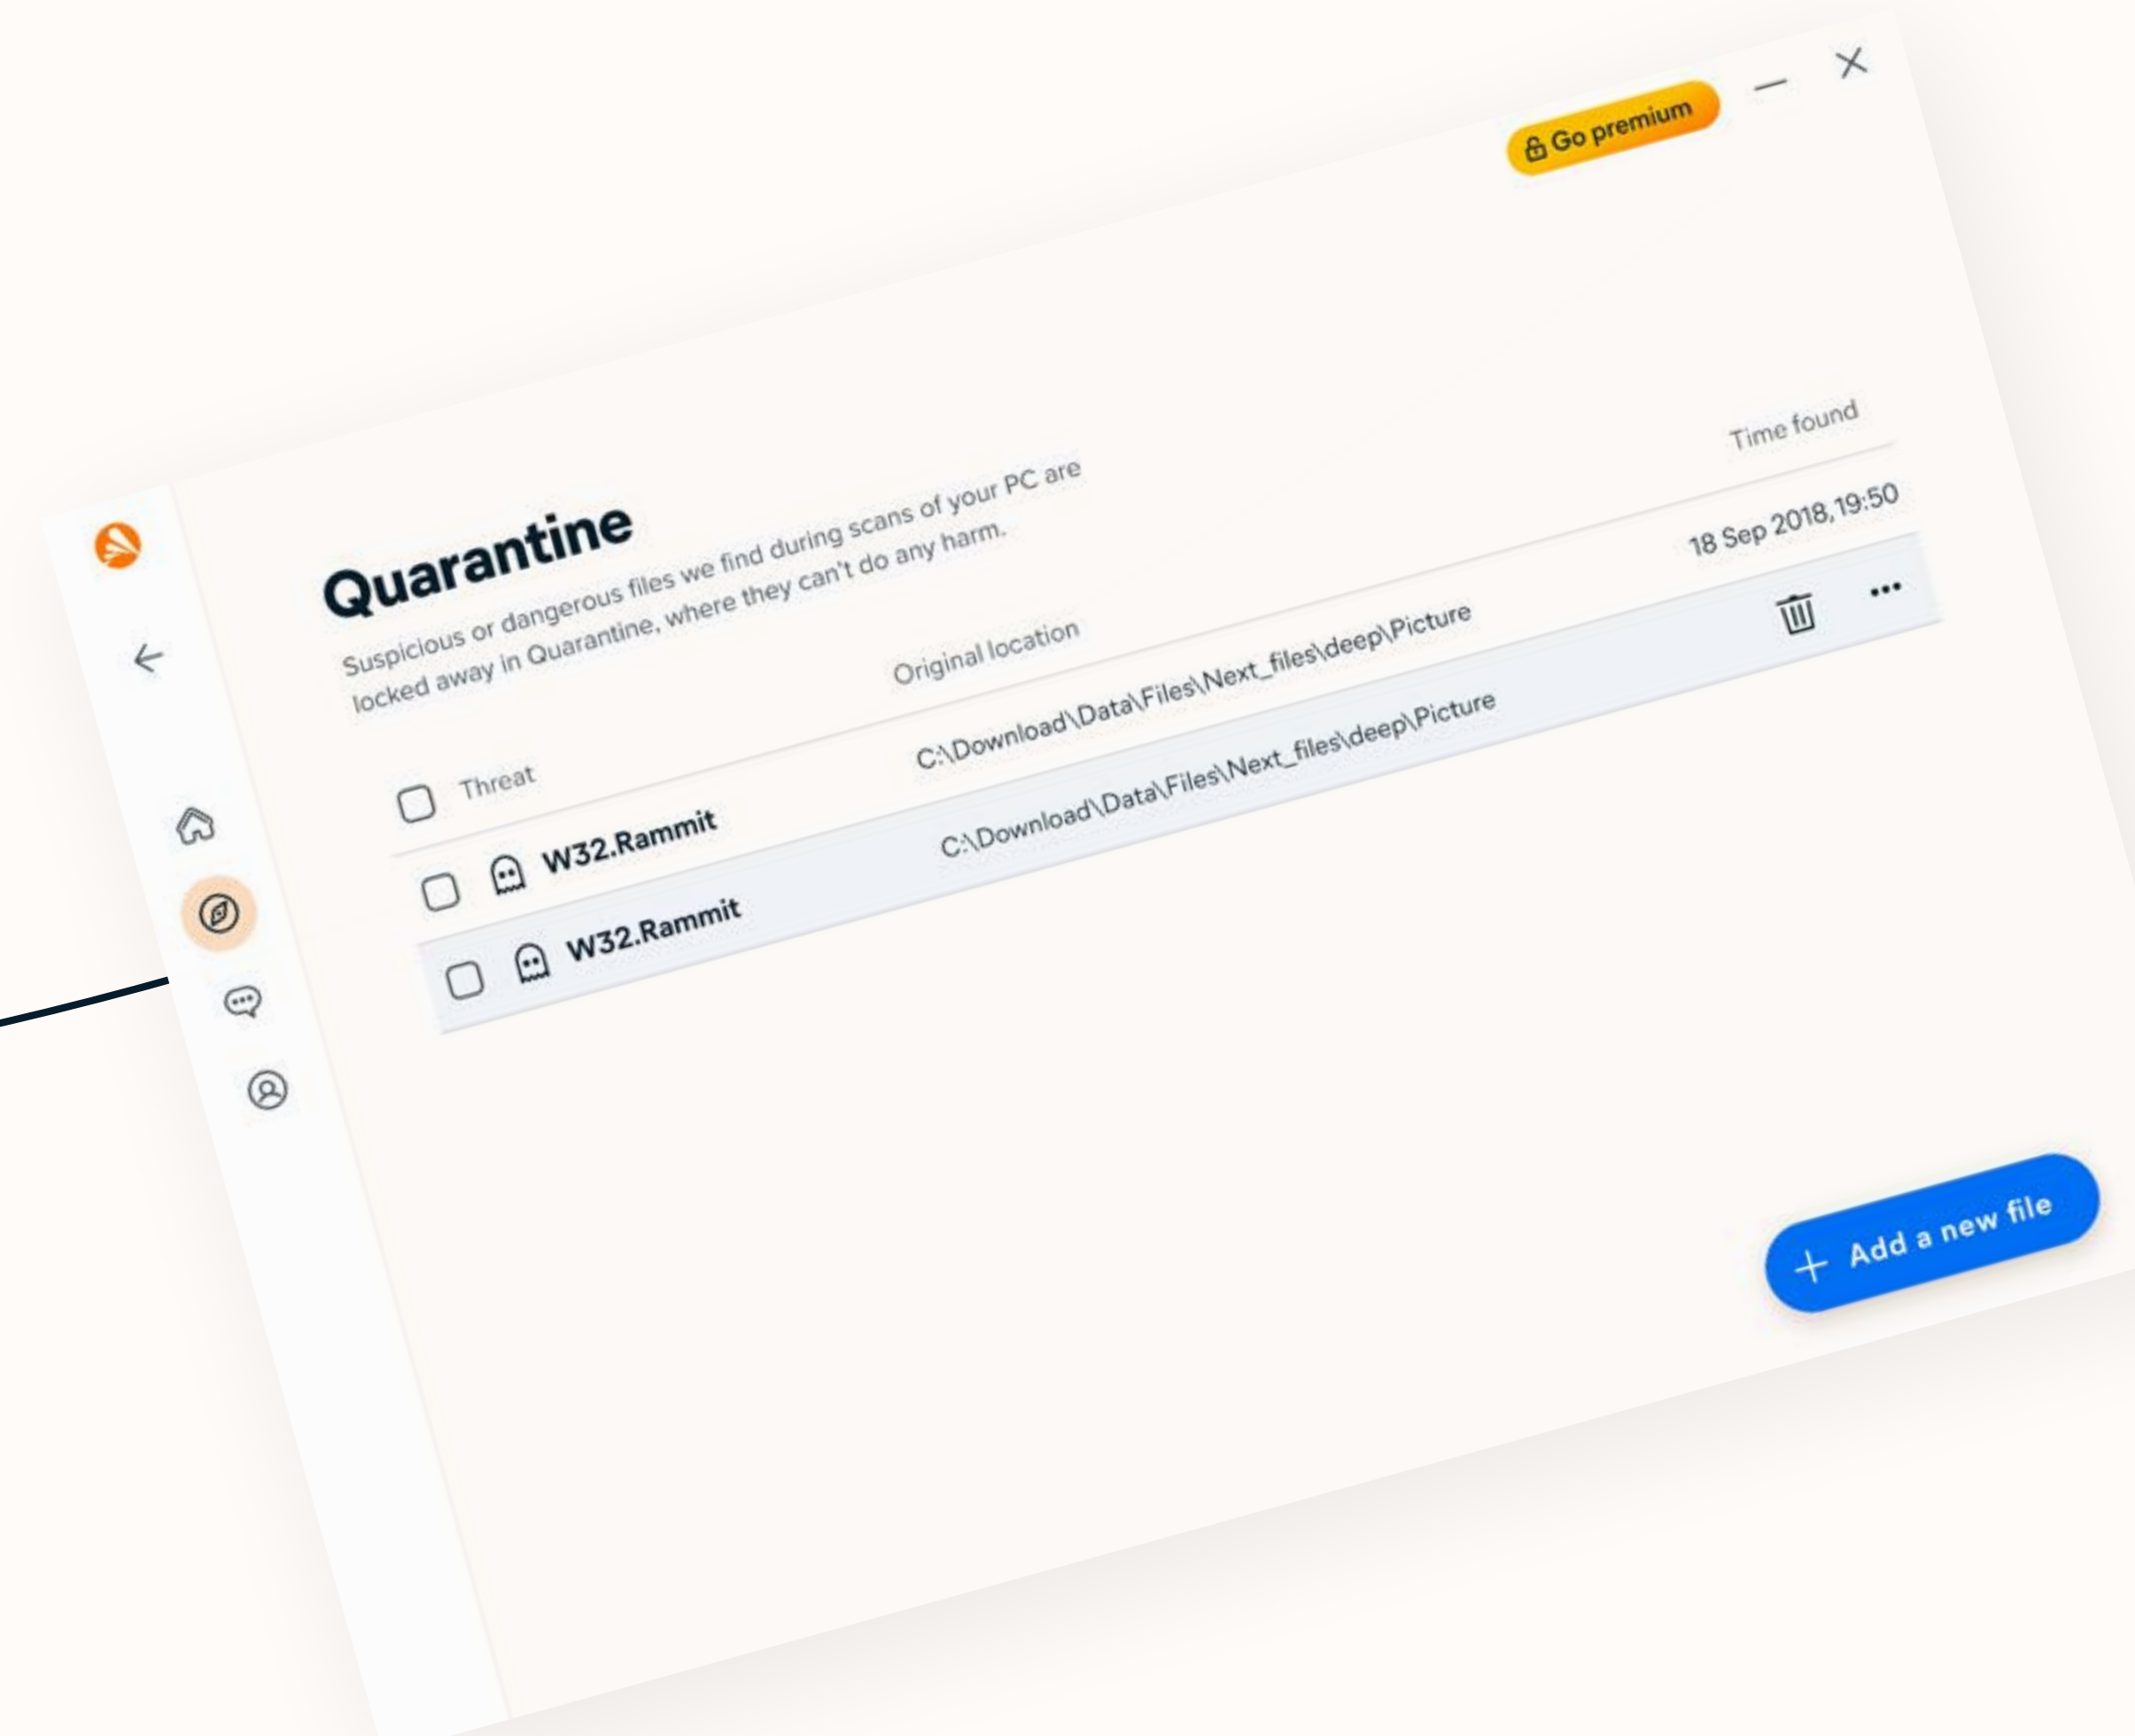 Go premium
Quarantine
Suspicious or dangerous files we find during scans of your PC are
locked away in Quarantine, where they can't do any harm.
Threat Original location Time found
W32.Rammit C:\Download\Data\Files\Next_files\deep\Picture 18 Sep 2018, 19:50
W32.Rammit C:\Download\Data\Files\Next_files\deep\Picture
Add a new file